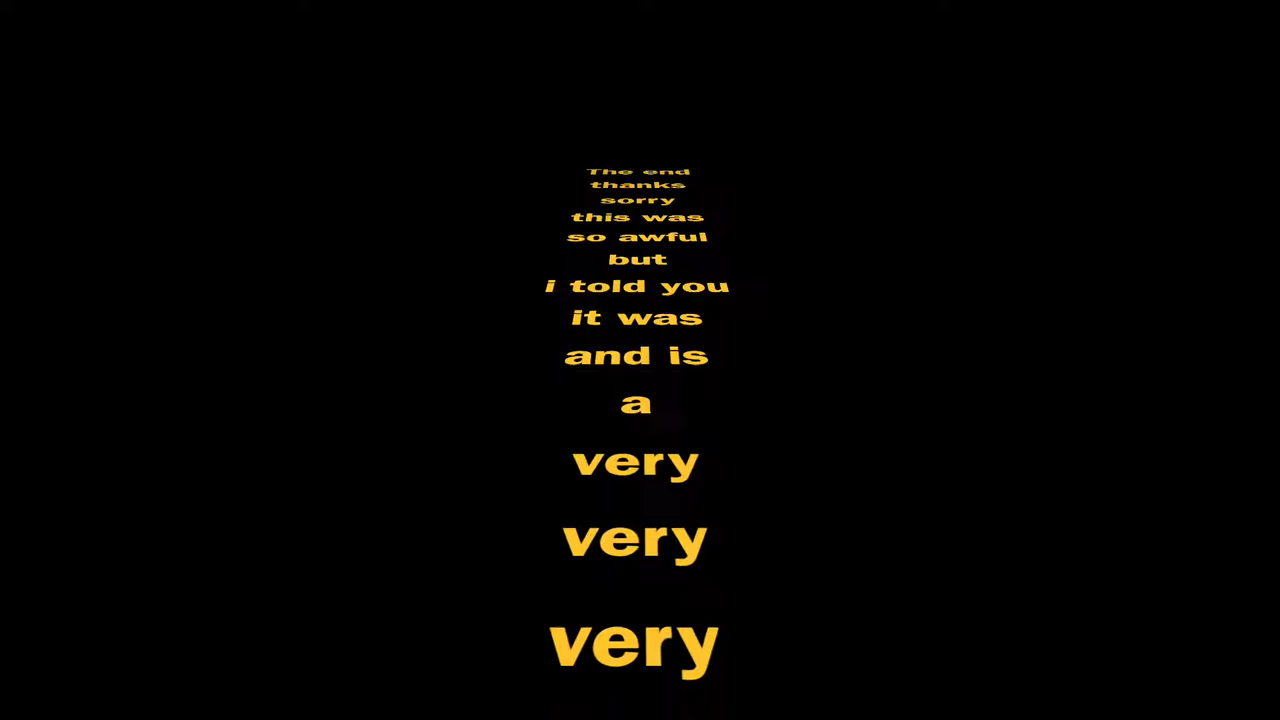 The end
thanks
sorry
this was
so awful
but
i told you
it was
and is
a
very
very
very